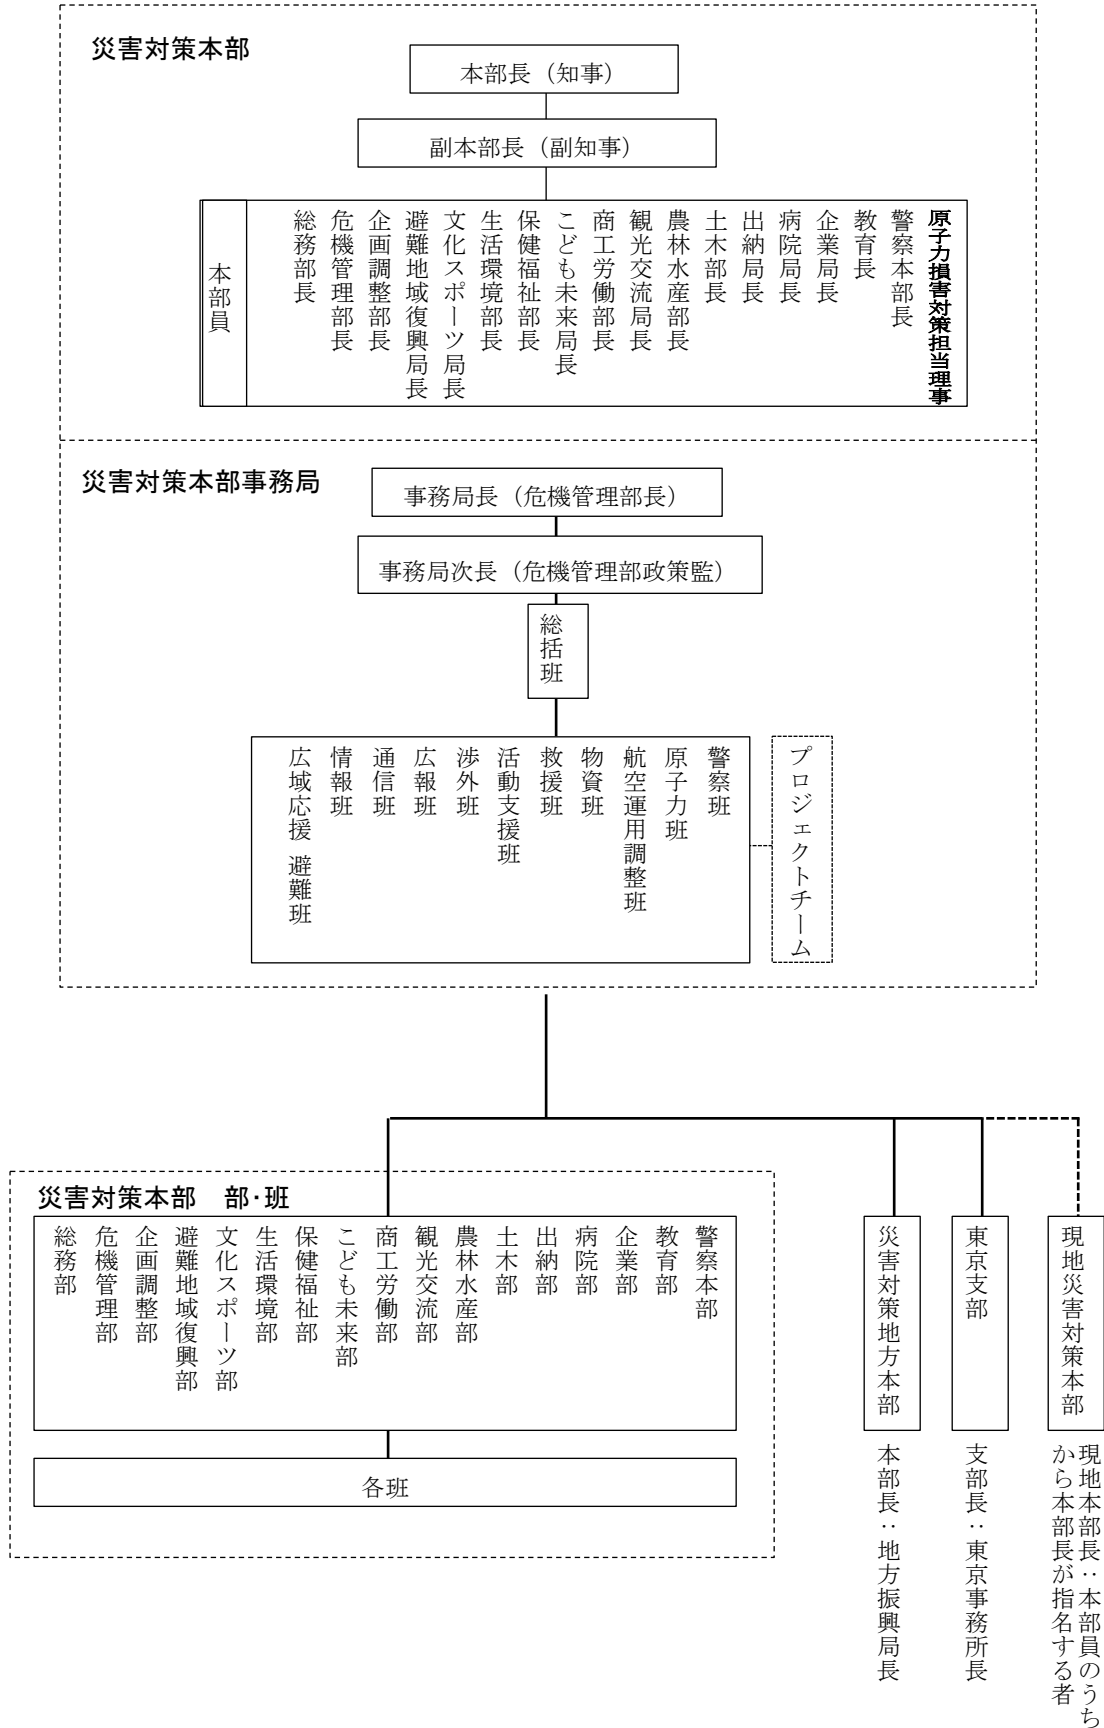 災害対策本部
本部長（知事）
副本部長（副知事）
本部員
総務部長
危機管理部長
企画調整部長
避難地域復興局長
文化スポーツ局長
生活環境部長
保健福祉部長
こども未来局長
商工労働部長
観光交流局長
農林水産部長
土木部長
出納局長
病院局長
企業局長
教育長
警察本部長
原子力損害対策担当理事
災害対策本部事務局
事務局長（危機管理部長）
事務局次長（危機管理部政策監）
総括班
広域応援 避難班
情報班
通信班
広報班
渉外班
活動支援班
救援班
物資班
航空運用調整班
原子力班
警察班
プロジェクトチーム
災害対策本部　部・班
総務部
危機管理部
企画調整部
避難地域復興部
文化スポーツ部
生活環境部
保健福祉部
こども未来部
商工労働部
観光交流部
農林水産部
土木部
出納部
病院部
企業部
教育部
警察本部
各班
災害対策地方本部
本部長：地方振興局長
東京支部
支部長：東京事務所長
現地災害対策本部
現地本部長：本部員のうち
から本部長が指名する者